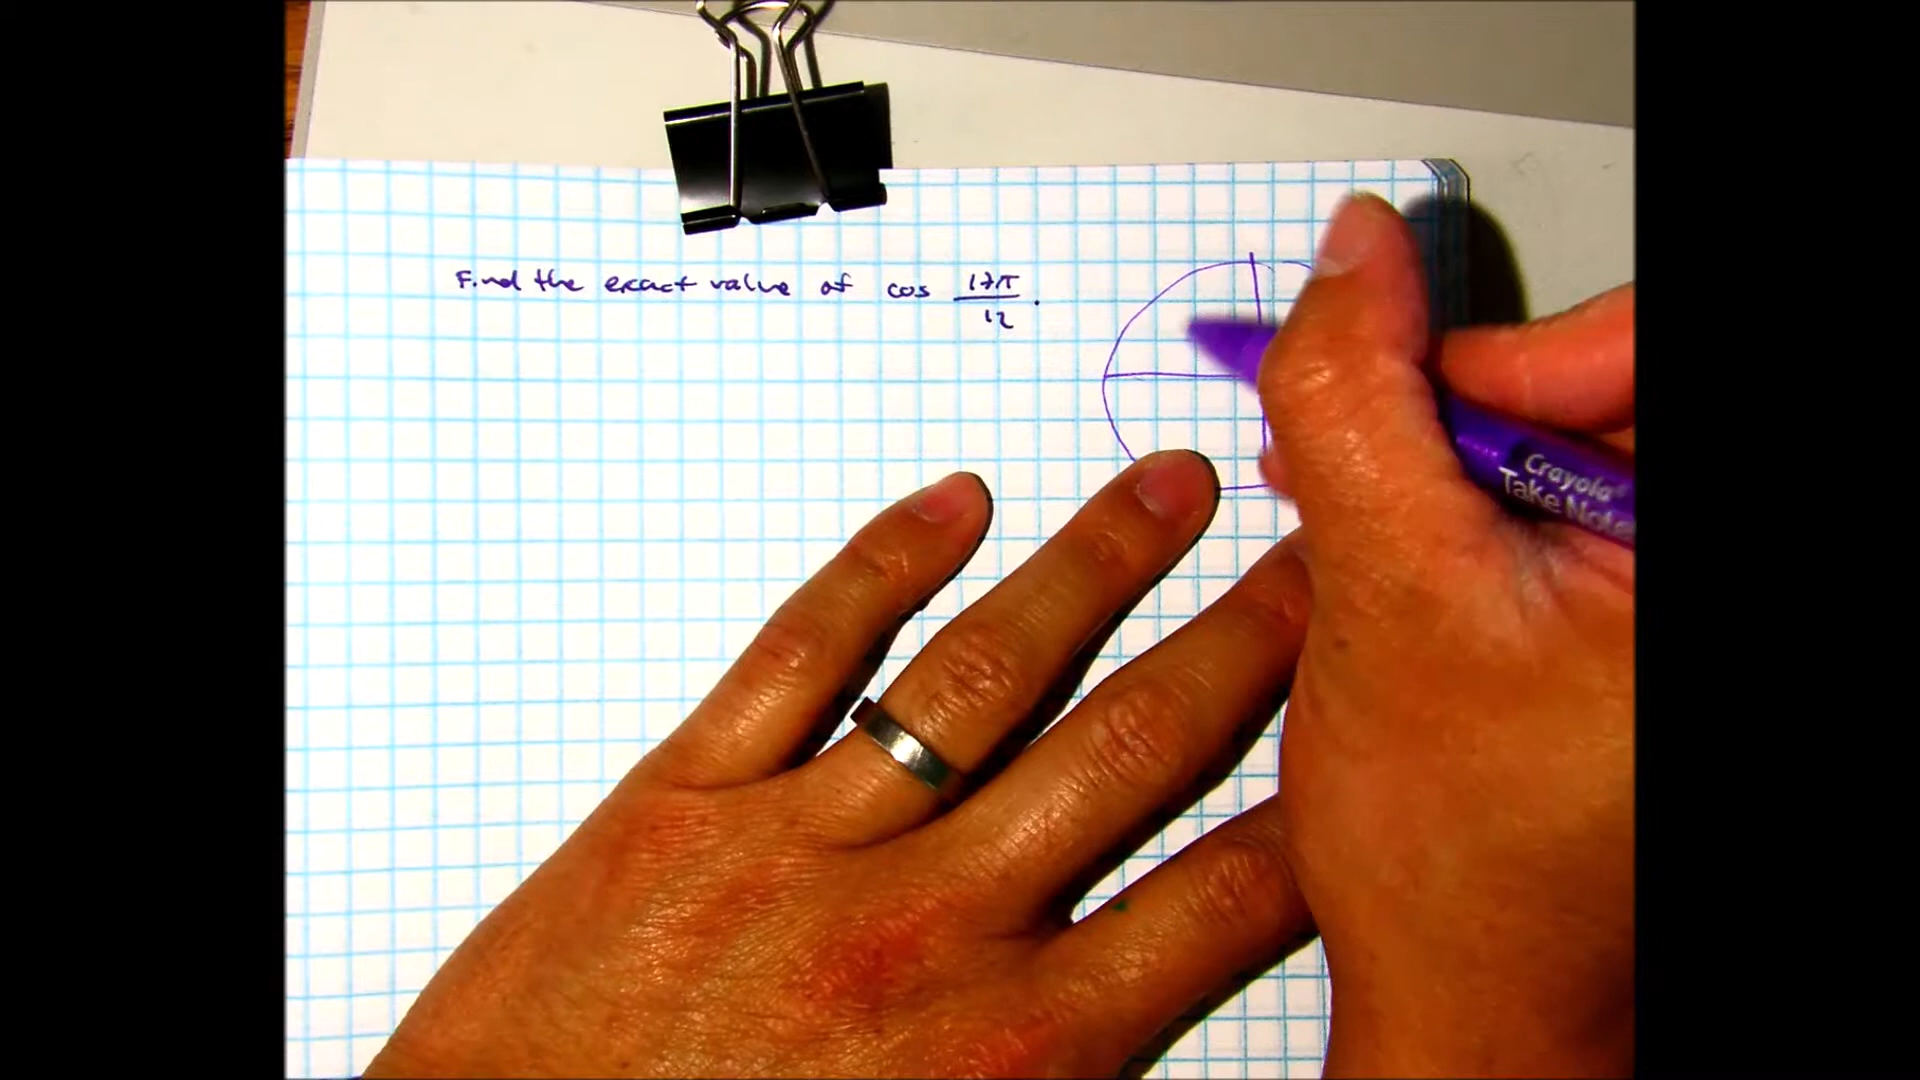 Find the exact value of cos 17π/12.
Crayola®
Take Note